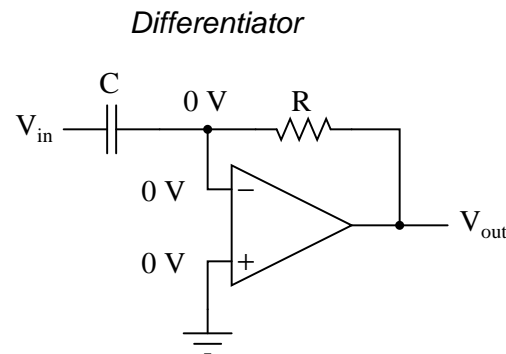 Differentiator
C
0 V
R
V_in
0 V
−
V_out
0 V
+